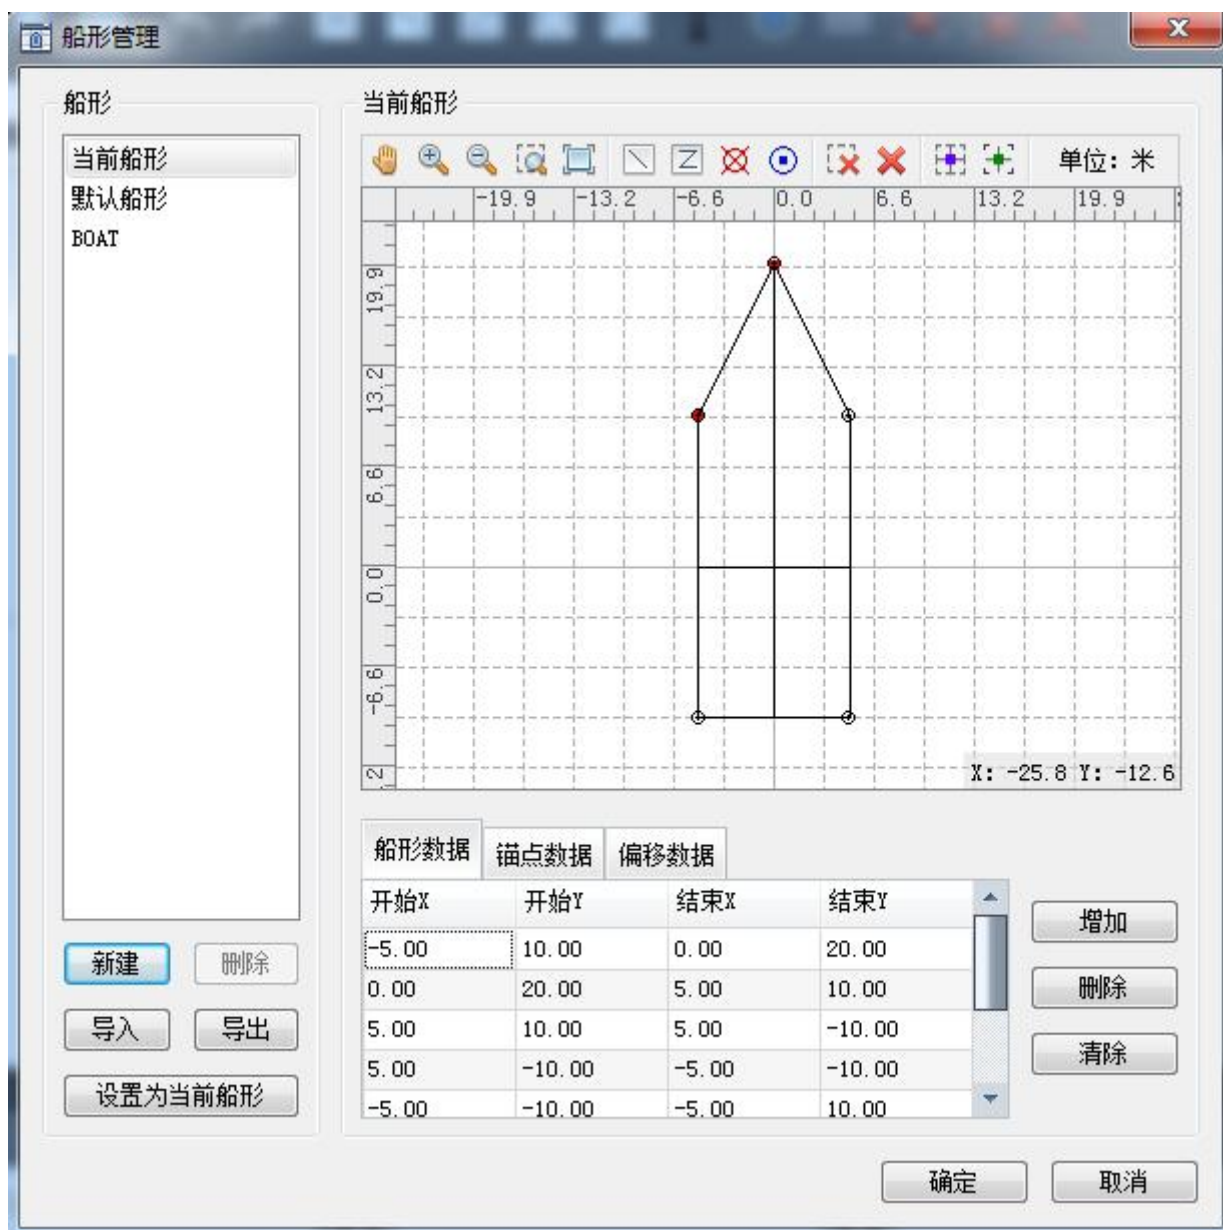 船形管理
船形
当前船形
默认船形
BOAT
新建
删除
导入
导出
设置为当前船形
当前船形
单位: 米
-19.9 -13.2 -6.6 0.0 6.6 13.2 19.9
19.9
13.2
6.6
0.0
-6.6
X: -25.8 Y: -12.6
船形数据 锚点数据 偏移数据
开始X 开始Y 结束X 结束Y
-5.00 10.00 0.00 20.00
0.00 20.00 5.00 10.00
5.00 10.00 5.00 -10.00
5.00 -10.00 -5.00 -10.00
-5.00 -10.00 -5.00 10.00
增加
删除
清除
确定 取消